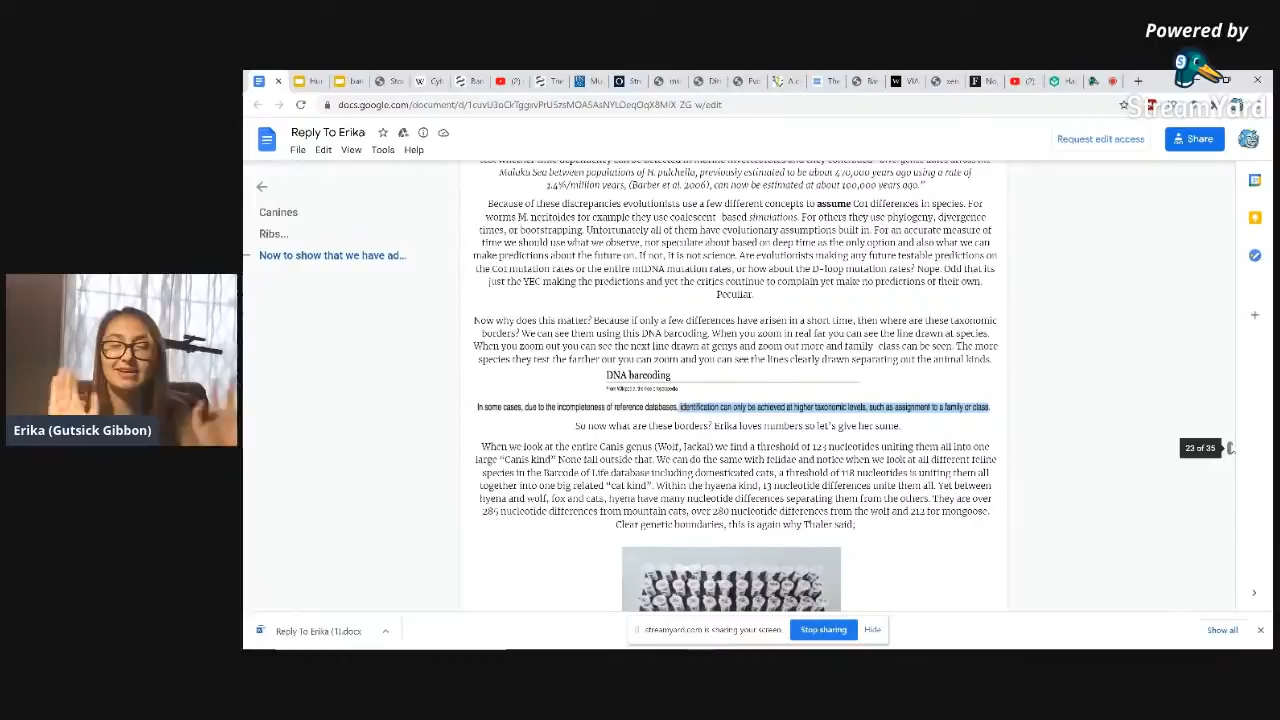 Powered by
StreamYard
docs.google.com/document/d/1cuvU3oCkTggxvPrUSzsMOA5AsNYLOeqOqX8MiX_ZG_w/edit
Reply To Erika
File Edit View Tools Help
Request edit access
Share
Canines
Ribs...
Now to show that we have ad...
Maluku Sea between populations of H. pulchella, previously estimated to be about 470,000 years ago using a rate of
1.4%/million years, (Barber et al. 2006), can now be estimated at about 100,000 years ago."
Because of these discrepancies evolutionists use a few different concepts to assume Co1 differences in species. For
worms M. neritoides for example they use coalescent-based simulations. For others they use phylogeny, divergence
times, or bootstrapping. Unfortunately all of them have evolutionary assumptions built in. For an accurate measure of
time we should use what we observe, not speculate about based on deep time as the only option and also what we can
make predictions about the future on. If not, it is not science. Are evolutionists making any future testable predictions on
the Co1 mutation rates or the entire mtDNA mutation rates, or how about the D-loop mutation rates? Nope. Odd that its
just the YEC making the predictions and yet the critics continue to complain yet make no predictions of their own.
Peculiar.
Now why does this matter? Because if only a few differences have arisen in a short time, then where are these taxonomic
borders? We can see them using this DNA barcoding. When you zoom in real far you can see the line drawn at species.
When you zoom out you can see the next line drawn at genys and zoom out more and family-class can be seen. The more
species they test the farther out you can zoom and you can see the lines clearly drawn separating out the animal kinds.
DNA barcoding
From Wikipedia, the free encyclopedia
In some cases, due to the incompleteness of reference databases, identification can only be achieved at higher taxonomic levels, such as assignment to a family or class.
So now what are these borders? Erika loves numbers so let's give her some.
When we look at the entire Canis genus (Wolf, Jackal) we find a threshold of 123 nucleotides uniting them all into one
large "Canis kind" None fall outside that. We can do the same with felidae and notice when we look at all different feline
species in the Barcode of Life database including domesticated cats, a threshold of 118 nucleotides is uniting them all
together into one big related "cat kind". Within the hyaena kind, 13 nucleotide differences unite them all. Yet between
hyena and wolf, fox and cats, hyena have many nucleotide differences separating them from the others. They are over
285 nucleotide differences from mountain cats, over 280 nucleotide differences from the wolf and 212 for mongoose.
Clear genetic boundaries, this is again why Thaler said;
23 of 35
Erika (Gutsick Gibbon)
Reply To Erika (1).docx
streamyard.com is sharing your screen.
Stop sharing
Hide
Show all